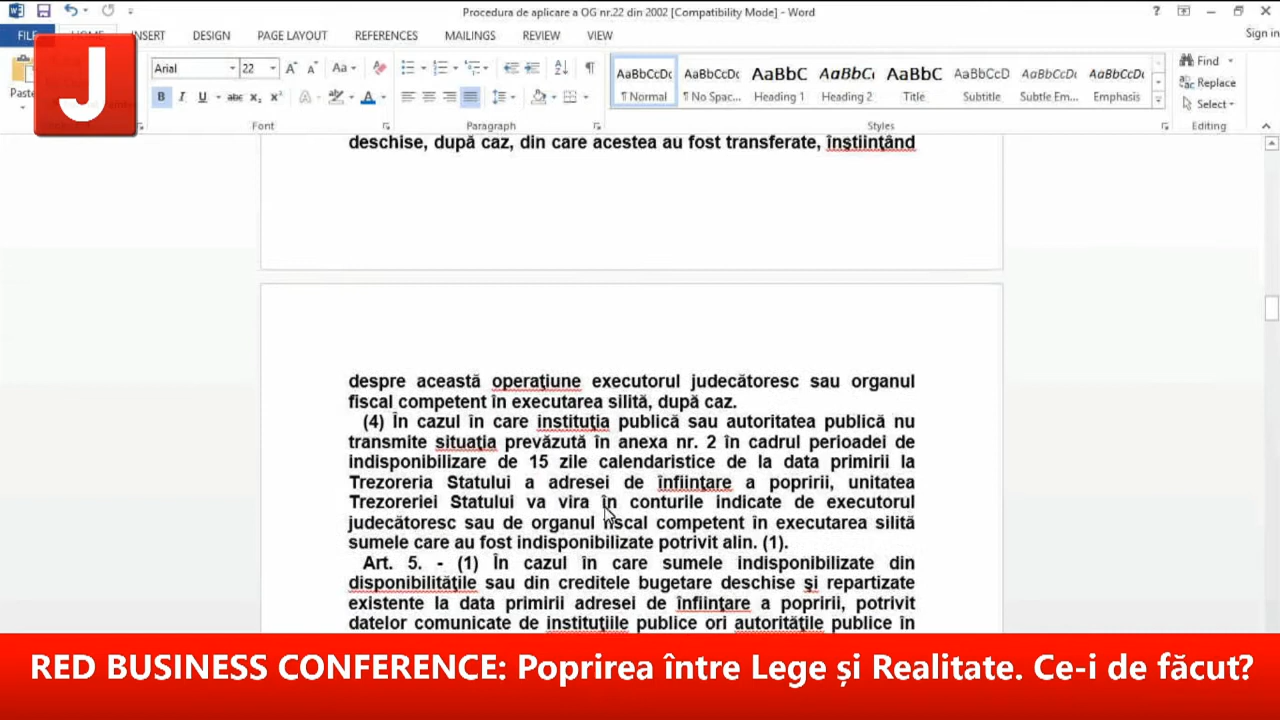 Procedura de aplicare a OG nr.22 din 2002 [Compatibility Mode] - Word
FILE INSERT DESIGN PAGE LAYOUT REFERENCES MAILINGS REVIEW VIEW Sign in
J
Paste
Arial 22
AaBbCcDc AaBbCcDc AaBbC AaBbCc AaBbC AaBbCcD AaBbCcDc AaBbCcDc
¶ Normal ¶ No Spac... Heading 1 Heading 2 Title Subtitle Subtle Em... Emphasis
Find
Replace
Select
Font Paragraph Styles Editing
deschise, după caz, din care acestea au fost transferate, înştiinţând
despre această operaţiune executorul judecătoresc sau organul
fiscal competent în executarea silită, după caz.
(4) În cazul în care instituţia publică sau autoritatea publică nu
transmite situaţia prevăzută în anexa nr. 2 în cadrul perioadei de
indisponibilizare de 15 zile calendaristice de la data primirii la
Trezoreria Statului a adresei de înfiinţare a popririi, unitatea
Trezoreriei Statului va vira în conturile indicate de executorul
judecătoresc sau de organul fiscal competent în executarea silită
sumele care au fost indisponibilizate potrivit alin. (1).
Art. 5. - (1) În cazul în care sumele indisponibilizate din
disponibilităţile sau din creditele bugetare deschise şi repartizate
existente la data primirii adresei de înfiinţare a popririi, potrivit
datelor comunicate de instituţiile publice ori autorităţile publice în
RED BUSINESS CONFERENCE: Poprirea între Lege și Realitate. Ce-i de făcut?